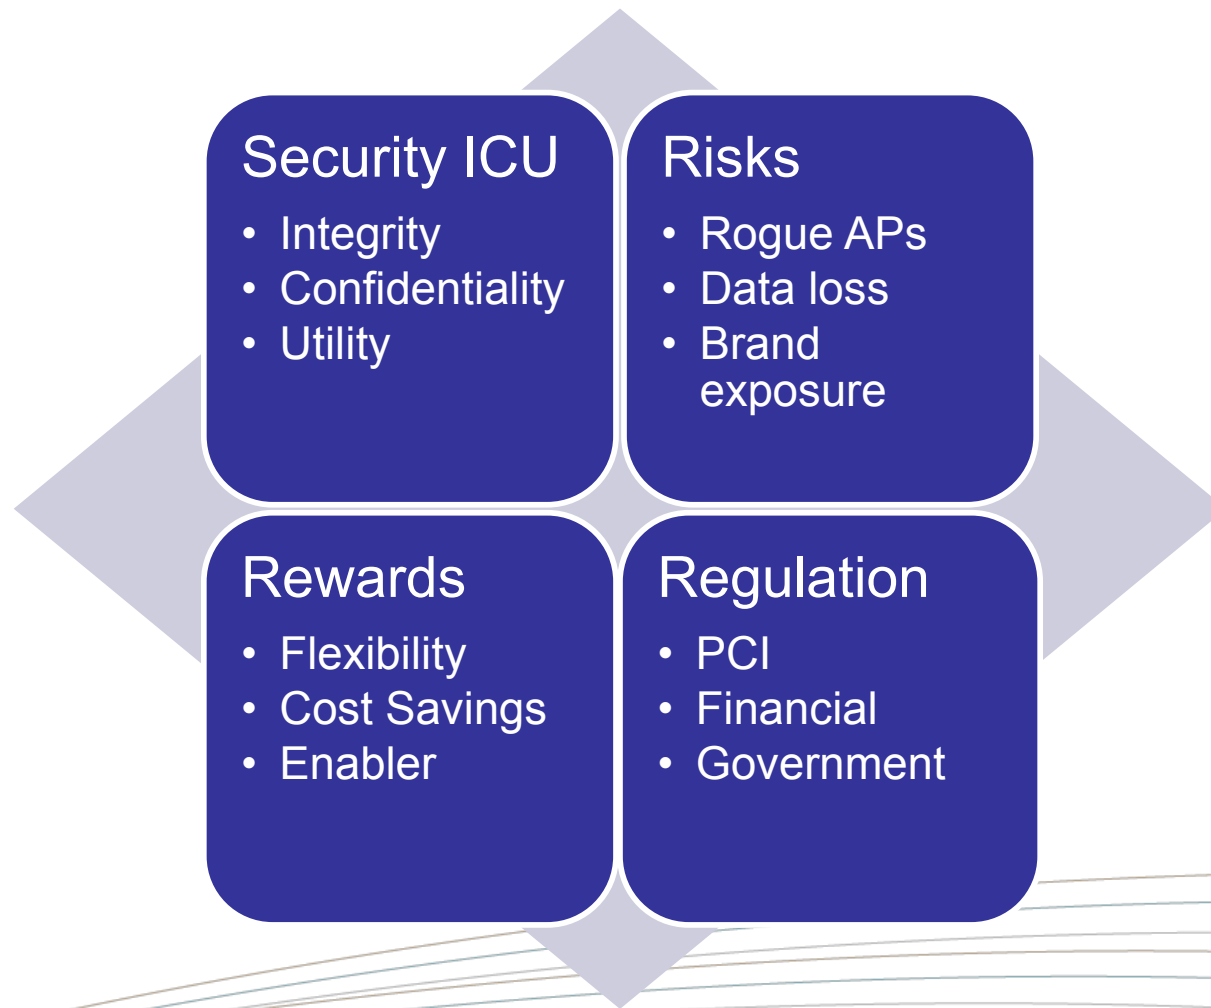 Security ICU
• Integrity
• Confidentiality
• Utility
Risks
• Rogue APs
• Data loss
• Brand
exposure
Rewards
• Flexibility
• Cost Savings
• Enabler
Regulation
• PCI
• Financial
• Government